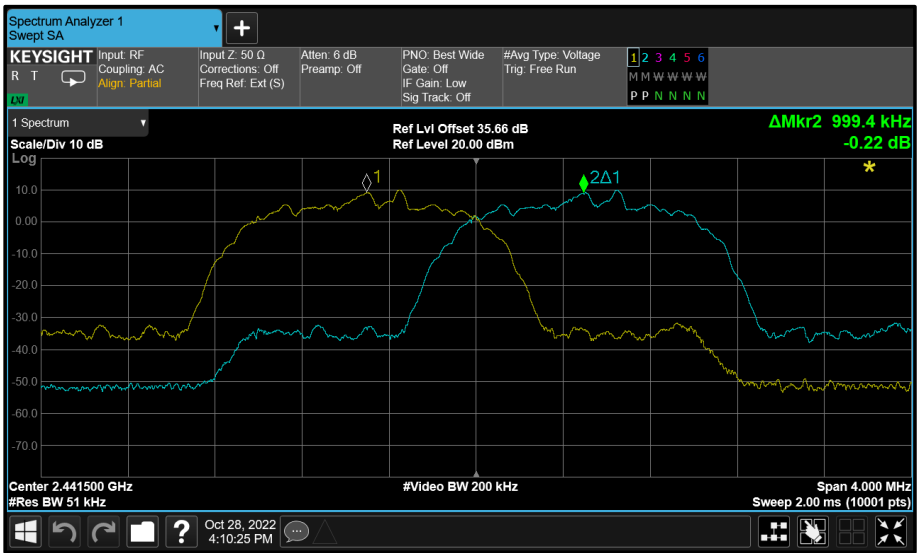 Spectrum Analyzer 1
Swept SA
+
KEYSIGHT
R T
LXI
Input: RF
Coupling: AC
Align: Partial
Input Z: 50 Ω
Corrections: Off
Freq Ref: Ext (S)
Atten: 6 dB
Preamp: Off
PNO: Best Wide
Gate: Off
IF Gain: Low
Sig Track: Off
#Avg Type: Voltage
Trig: Free Run
1 2 3 4 5 6
M M W W W W
P P N N N N
1 Spectrum
Scale/Div 10 dB
Ref Lvl Offset 35.66 dB
Ref Level 20.00 dBm
ΔMkr2 999.4 kHz
-0.22 dB
Log
*
1
2Δ1
10.0
0.00
-10.0
-20.0
-30.0
-40.0
-50.0
-60.0
-70.0
Center 2.441500 GHz
#Video BW 200 kHz
Span 4.000 MHz
#Res BW 51 kHz
Sweep 2.00 ms (10001 pts)
?
Oct 28, 2022
4:10:25 PM